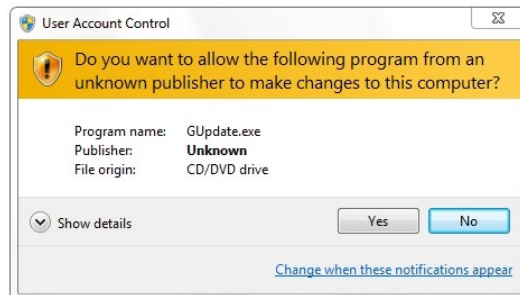 User Account Control
Do you want to allow the following program from an
unknown publisher to make changes to this computer?
Program name: GUpdate.exe
Publisher: Unknown
File origin: CD/DVD drive
Show details
Yes No
Change when these notifications appear